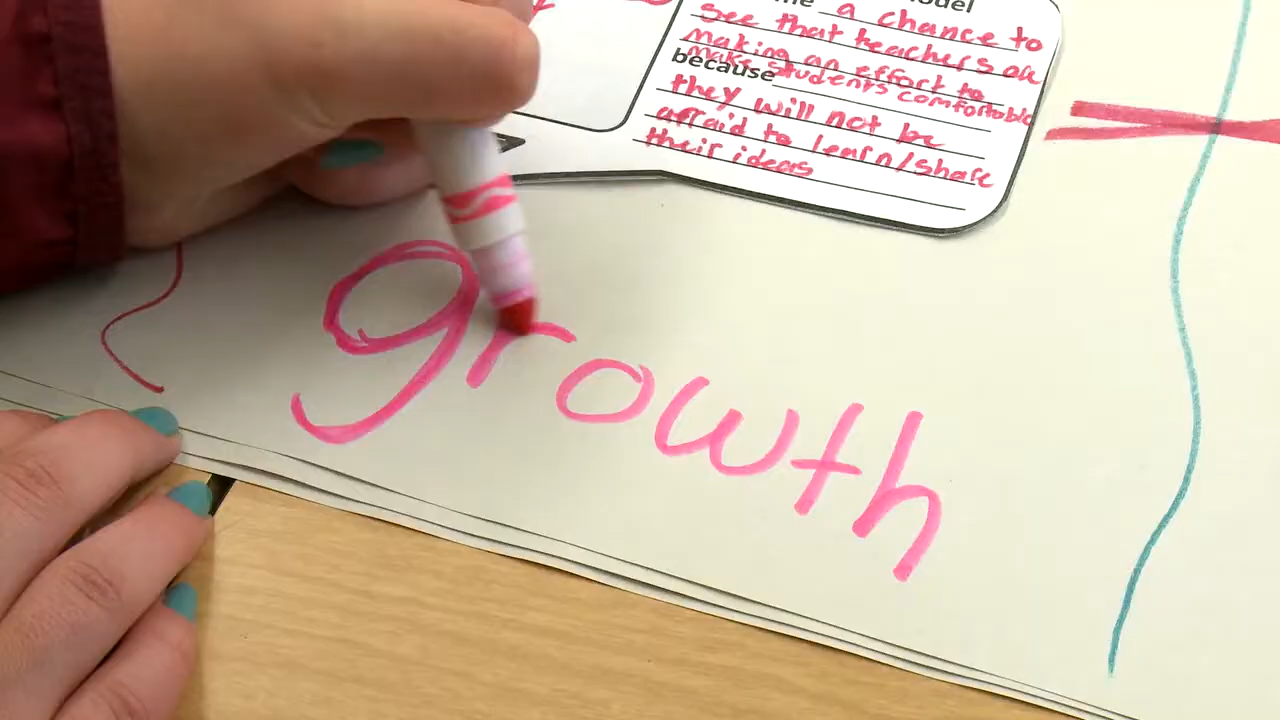 me a chance to
see that teachers are
making an effort to
make students comfortable
because
they will not be
afraid to learn/share
their ideas
growth